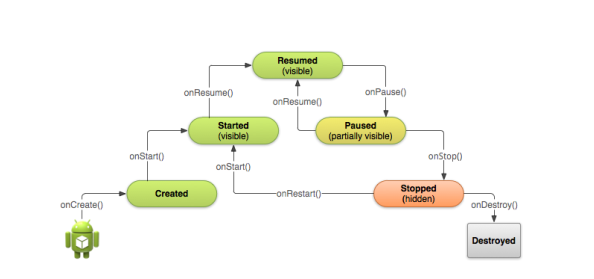 Resumed
(visible)
onResume()
onPause()
onResume()
Started
(visible)
Paused
(partially visible)
onStart()
onStart()
onStop()
Created
onRestart()
Stopped
(hidden)
onCreate()
onDestroy()
Destroyed